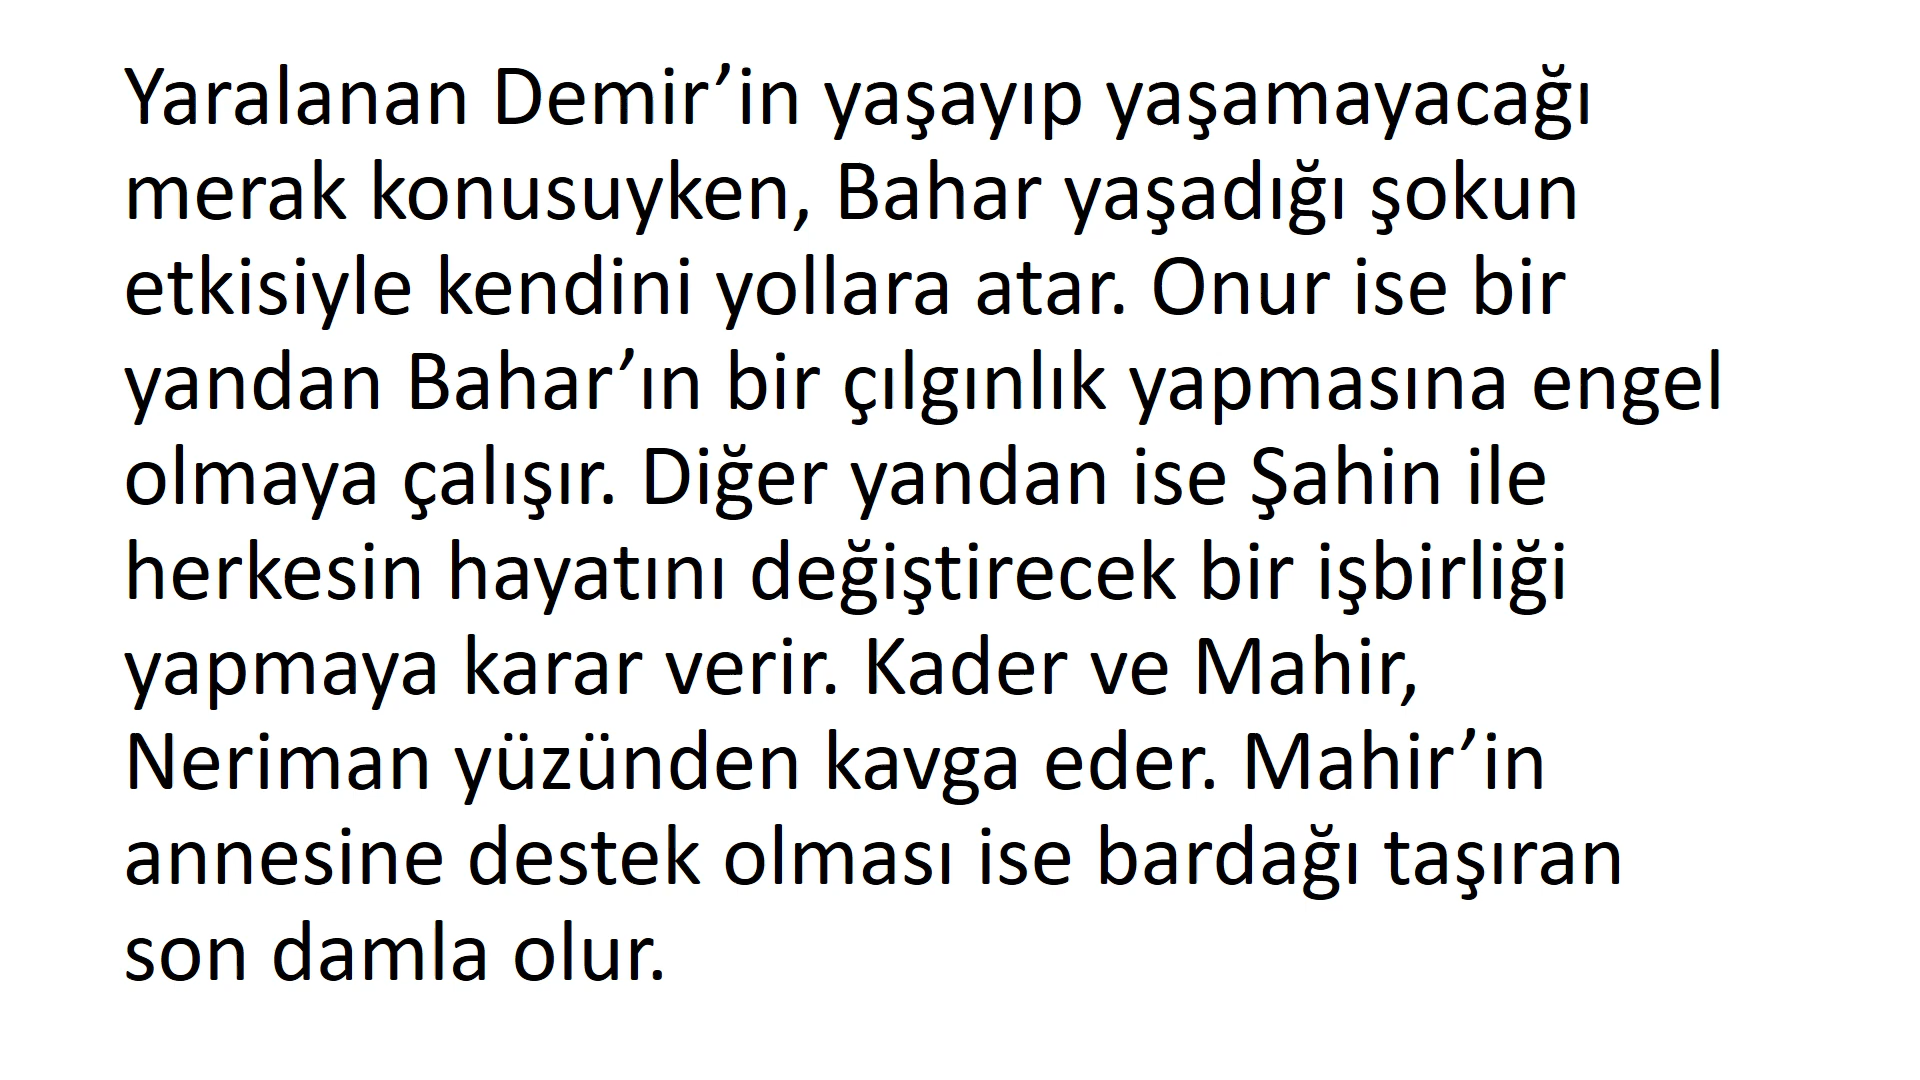 Yaralanan Demir’in yaşayıp yaşamayacağı
merak konusuyken, Bahar yaşadığı şokun
etkisiyle kendini yollara atar. Onur ise bir
yandan Bahar’ın bir çılgınlık yapmasına engel
olmaya çalışır. Diğer yandan ise Şahin ile
herkesin hayatını değiştirecek bir işbirliği
yapmaya karar verir. Kader ve Mahir,
Neriman yüzünden kavga eder. Mahir’in
annesine destek olması ise bardağı taşıran
son damla olur.